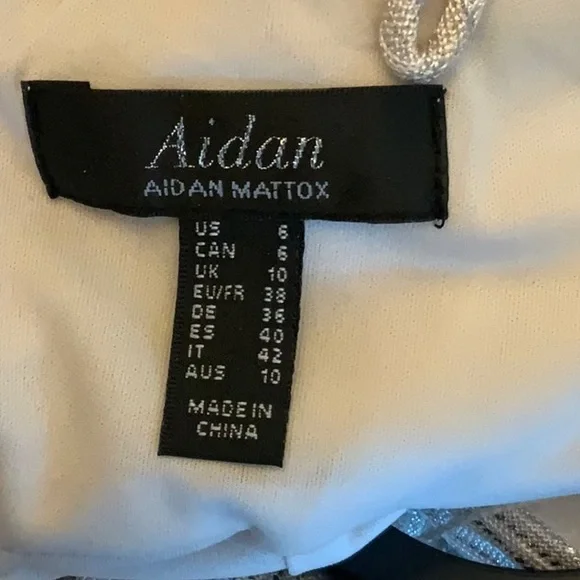 Aidan
AIDAN MATTOX
US 6
CAN 6
UK 10
EU/FR 38
DE 36
ES 40
IT 42
AUS 10
MADE IN
CHINA